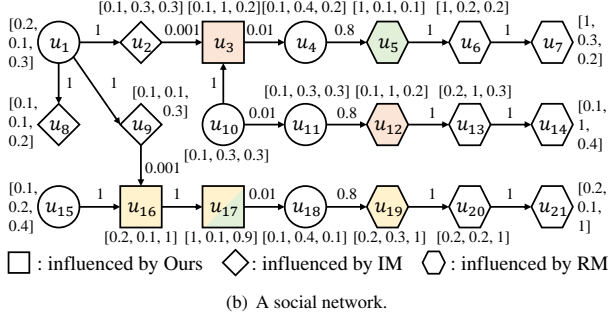 [0.1, 0.3, 0.3] [0.1, 1, 0.2] [0.1, 0.4, 0.2] [1, 0.1, 0.1] [1, 0.2, 0.2]
[0.2, 0.1, 0.3] u1 1 u2 0.001 u3 0.01 u4 0.8 u5 1 u6 1 u7 [1, 0.3, 0.2]
1 1 [0.1, 0.1, 0.3] 1 [0.1, 0.3, 0.3] [0.1, 1, 0.2] [0.2, 1, 0.3]
[0.1, 0.1, 0.2] u8 u9 u10 0.01 u11 0.8 u12 1 u13 1 u14 [0.1, 1, 0.4]
0.001 [0.1, 0.3, 0.3]
[0.1, 0.2, 0.4] u15 1 u16 1 u17 0.01 u18 0.8 u19 1 u20 1 u21 [0.2, 0.1, 1]
[0.2, 0.1, 1] [1, 0.1, 0.9] [0.1, 0.4, 0.1] [0.2, 0.3, 1] [0.2, 0.2, 1]
: influenced by Ours : influenced by IM : influenced by RM
(b) A social network.